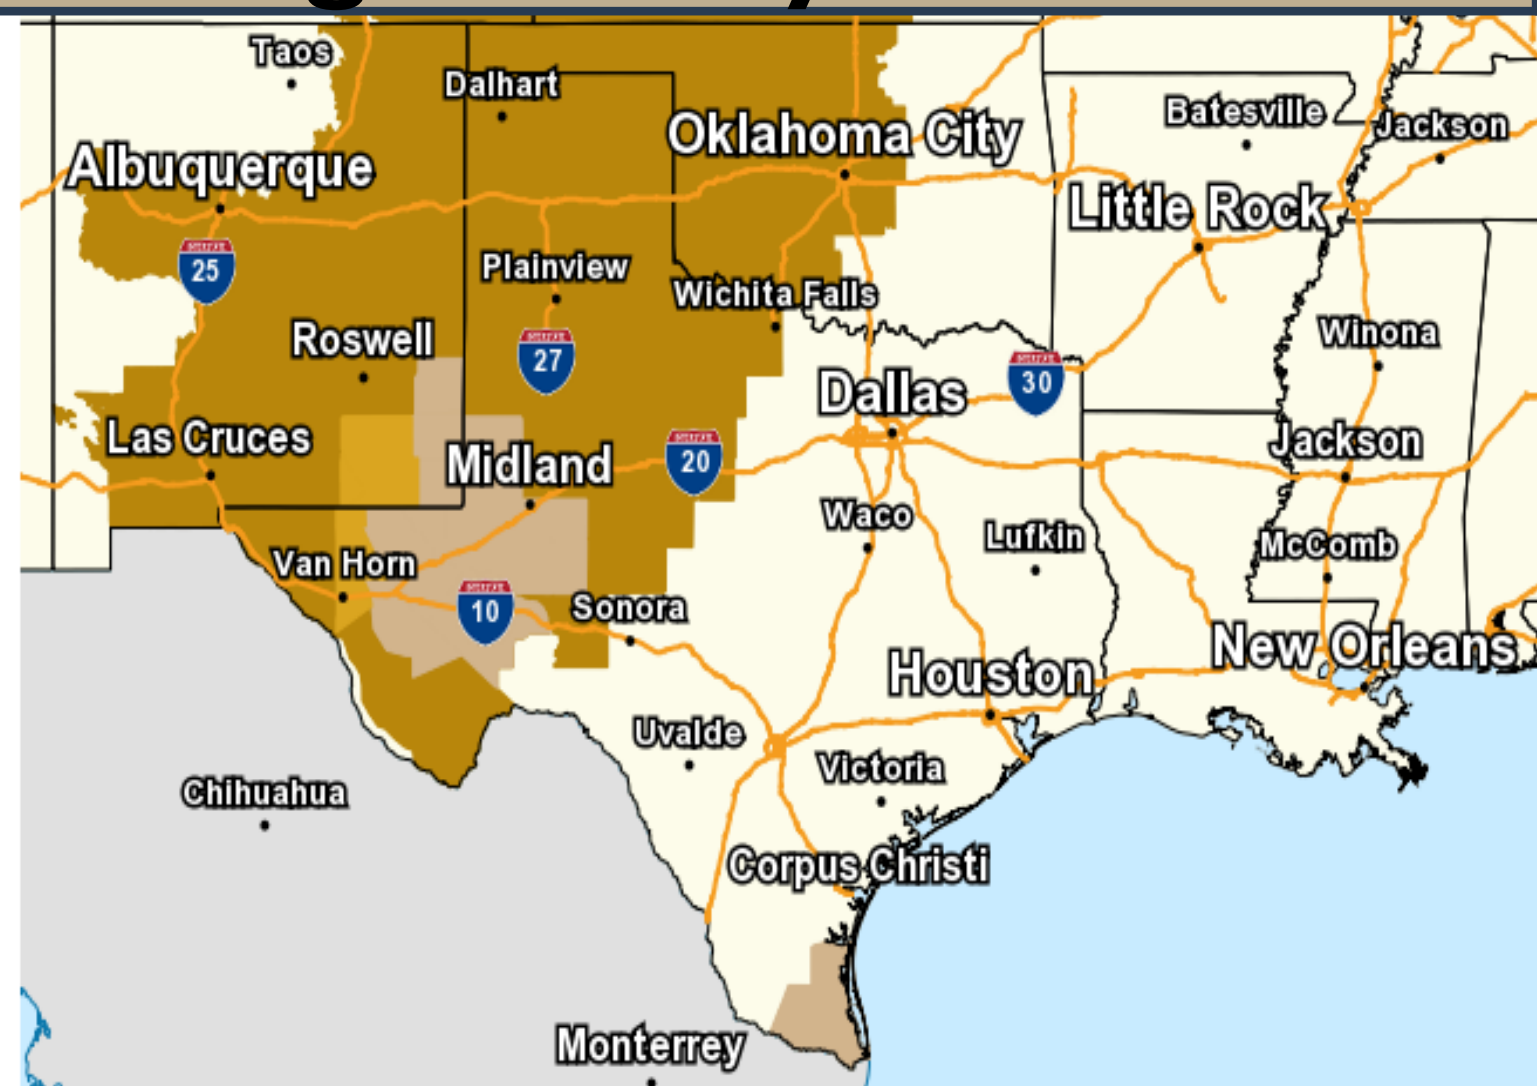 Taos
Dalhart
Oklahoma City
Batesville
Jackson
Albuquerque
Little Rock
25
Plainview
Wichita Falls
Roswell
27
Winona
30
Dallas
Las Cruces
Midland
20
Jackson
Waco
Lufkin
McComb
Van Horn
10
Sonora
New Orleans
Houston
Uvalde
Victoria
Chihuahua
Corpus Christi
Monterrey